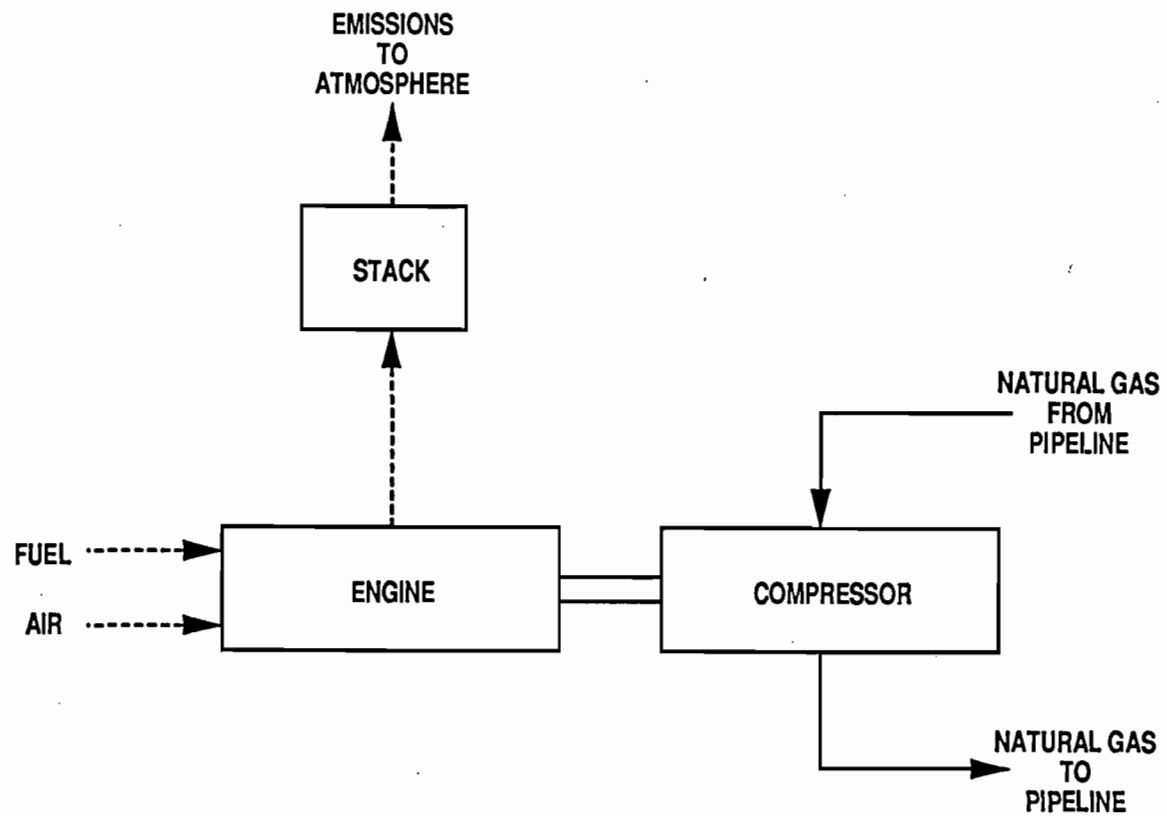 EMISSIONS
TO
ATMOSPHERE
STACK
NATURAL GAS
FROM
PIPELINE
FUEL
AIR
ENGINE
COMPRESSOR
NATURAL GAS
TO
PIPELINE